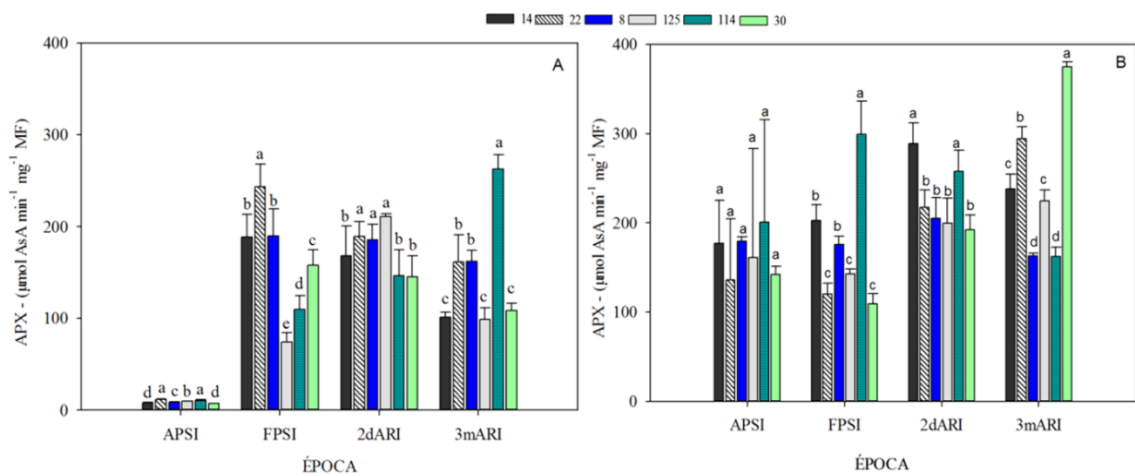 14 22 8 125 114 30
A
APX - (µmol AsA min⁻¹ mg⁻¹ MF)
400
300
200
100
0
d a c b a d
b a b e d c
b a a a b b
c b b c a c
APSI FPSI 2dARI 3mARI
ÉPOCA
B
APX - (µmol AsA min⁻¹ mg⁻¹ MF)
400
300
200
100
0
a a a a a a
b c b c a c
a b b b a b
c b d c d a
APSI FPSI 2dARI 3mARI
ÉPOCA